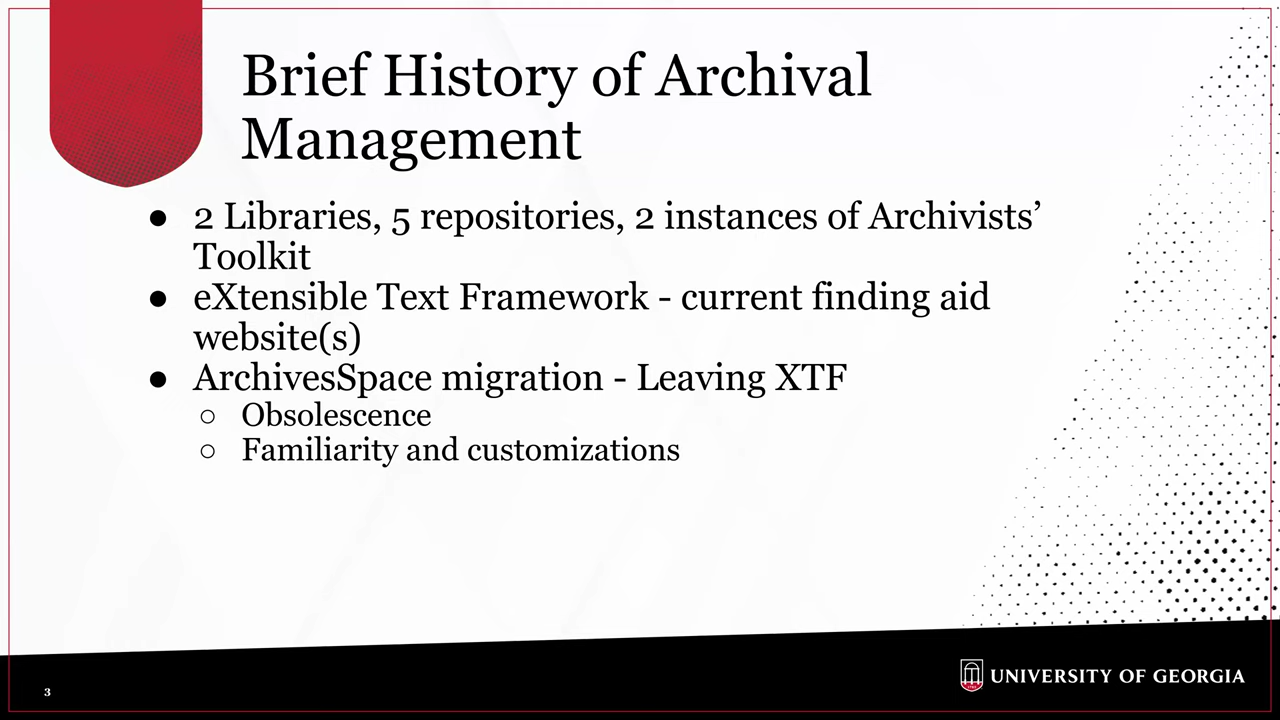 Brief History of Archival
Management
● 2 Libraries, 5 repositories, 2 instances of Archivists’
Toolkit
● eXtensible Text Framework - current finding aid
website(s)
● ArchivesSpace migration - Leaving XTF
○ Obsolescence
○ Familiarity and customizations
3
UNIVERSITY OF GEORGIA